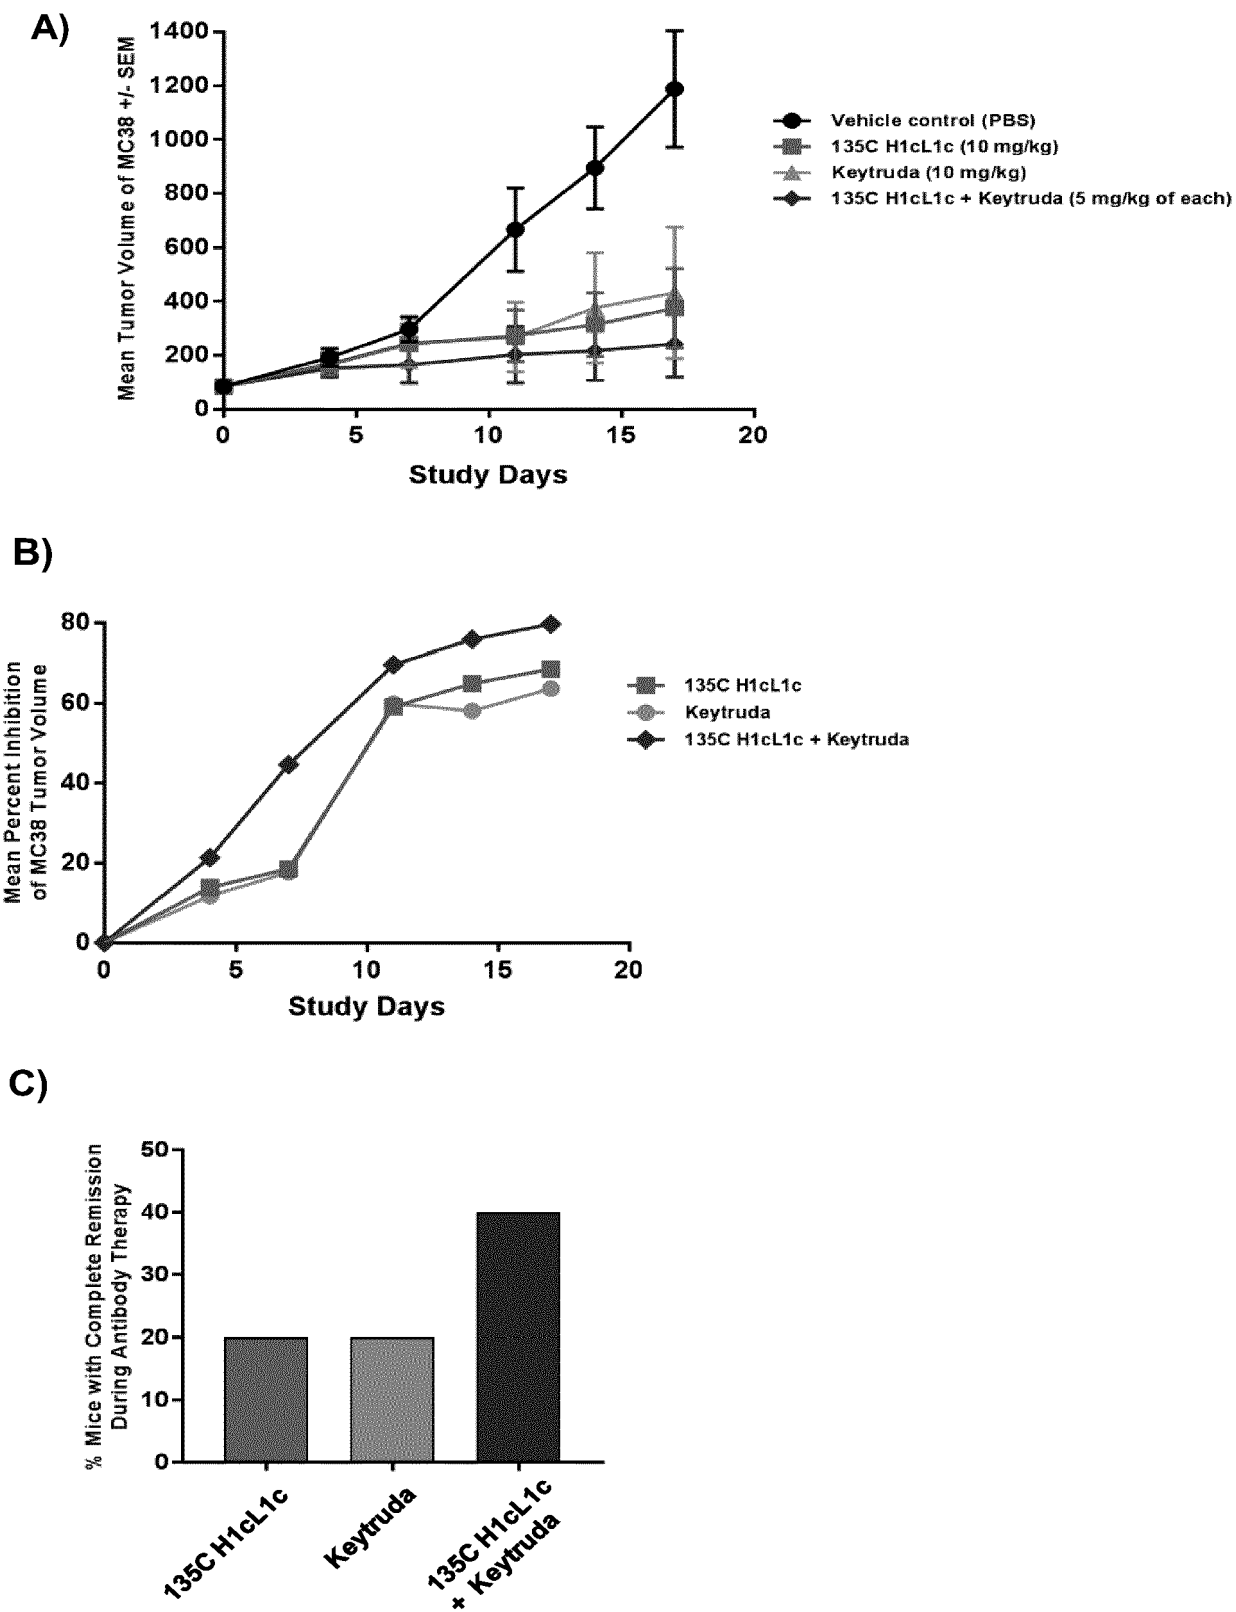 A)
Mean Tumor Volume of MC38 +/- SEM
1400
1200
1000
800
600
400
200
0
0 5 10 15 20
Study Days
Vehicle control (PBS)
135C H1cL1c (10 mg/kg)
Keytruda (10 mg/kg)
135C H1cL1c + Keytruda (5 mg/kg of each)
B)
Mean Percent Inhibition
of MC38 Tumor Volume
80
60
40
20
0
0 5 10 15 20
Study Days
135C H1cL1c
Keytruda
135C H1cL1c + Keytruda
C)
% Mice with Complete Remission
During Antibody Therapy
50
40
30
20
10
0
135C H1cL1c
Keytruda
135C H1cL1c
+ Keytruda